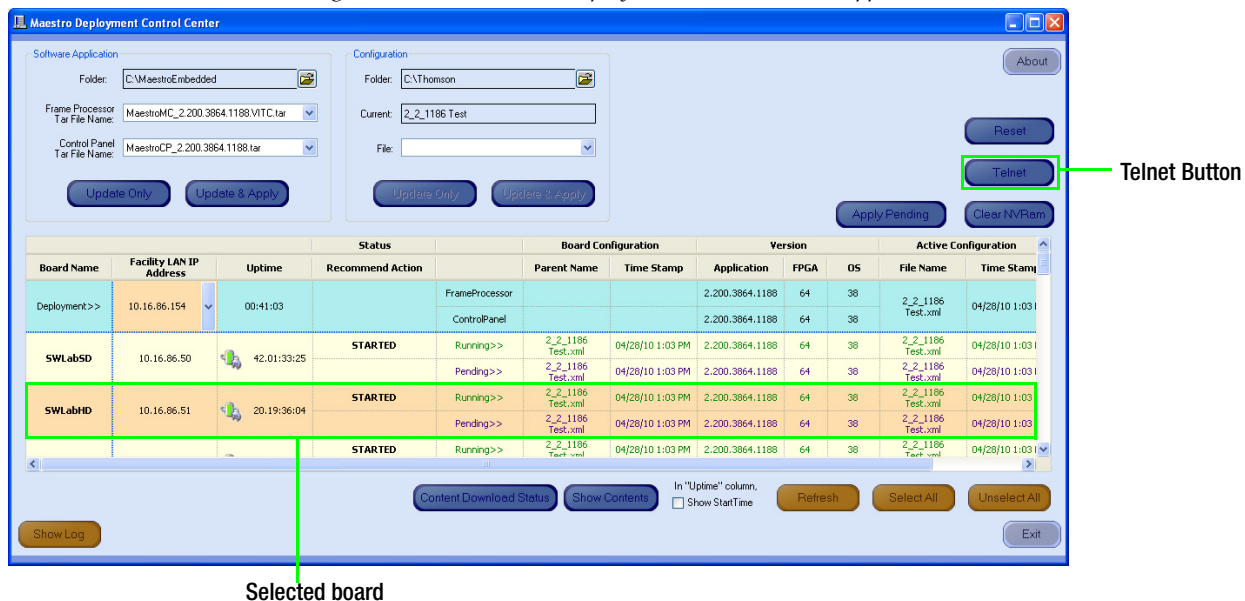 Maestro Deployment Control Center
Software Application
Folder: C:\MaestroEmbedded
Frame Processor Tar File Name: MaestroMC_2.200.3864.1188.VITC.tar
Control Panel Tar File Name: MaestroCP_2.200.3864.1188.tar
Update Only Update & Apply
Configuration
Folder: C:\Thomson
Current: 2_2_1186 Test
File:
Update Only Update & Apply
About
Reset
Telnet
Telnet Button
Apply Pending Clear NVRam
Status Board Configuration Version Active Configuration
Board Name Facility LAN IP Address Uptime Recommend Action Parent Name Time Stamp Application FPGA OS File Name Time Stam
Deployment>> 10.16.86.154 00:41:03 FrameProcessor 2.200.3864.1188 64 38 2_2_1186 Test.xml 04/28/10 1:03
ControlPanel 2.200.3864.1188 64 38
SWLabSD 10.16.86.50 42.01:33:25 STARTED Running>> 2_2_1186 Test.xml 04/28/10 1:03 PM 2.200.3864.1188 64 38 2_2_1186 Test.xml 04/28/10 1:03
Pending>> 2_2_1186 Test.xml 04/28/10 1:03 PM 2.200.3864.1188 64 38 2_2_1186 Test.xml 04/28/10 1:03
SWLabHD 10.16.86.51 20.19:36:04 STARTED Running>> 2_2_1186 Test.xml 04/28/10 1:03 PM 2.200.3864.1188 64 38 2_2_1186 Test.xml 04/28/10 1:03
Pending>> 2_2_1186 Test.xml 04/28/10 1:03 PM 2.200.3864.1188 64 38 2_2_1186 Test.xml 04/28/10 1:03
STARTED Running>> 2_2_1186 Test.xml 04/28/10 1:03 PM 2.200.3864.1188 64 38 2_2_1186 Test.xml 04/28/10 1:03
Content Download Status Show Contents In "Uptime" column, Show StartTime Refresh Select All Unselect All
Show Log Exit
Selected board